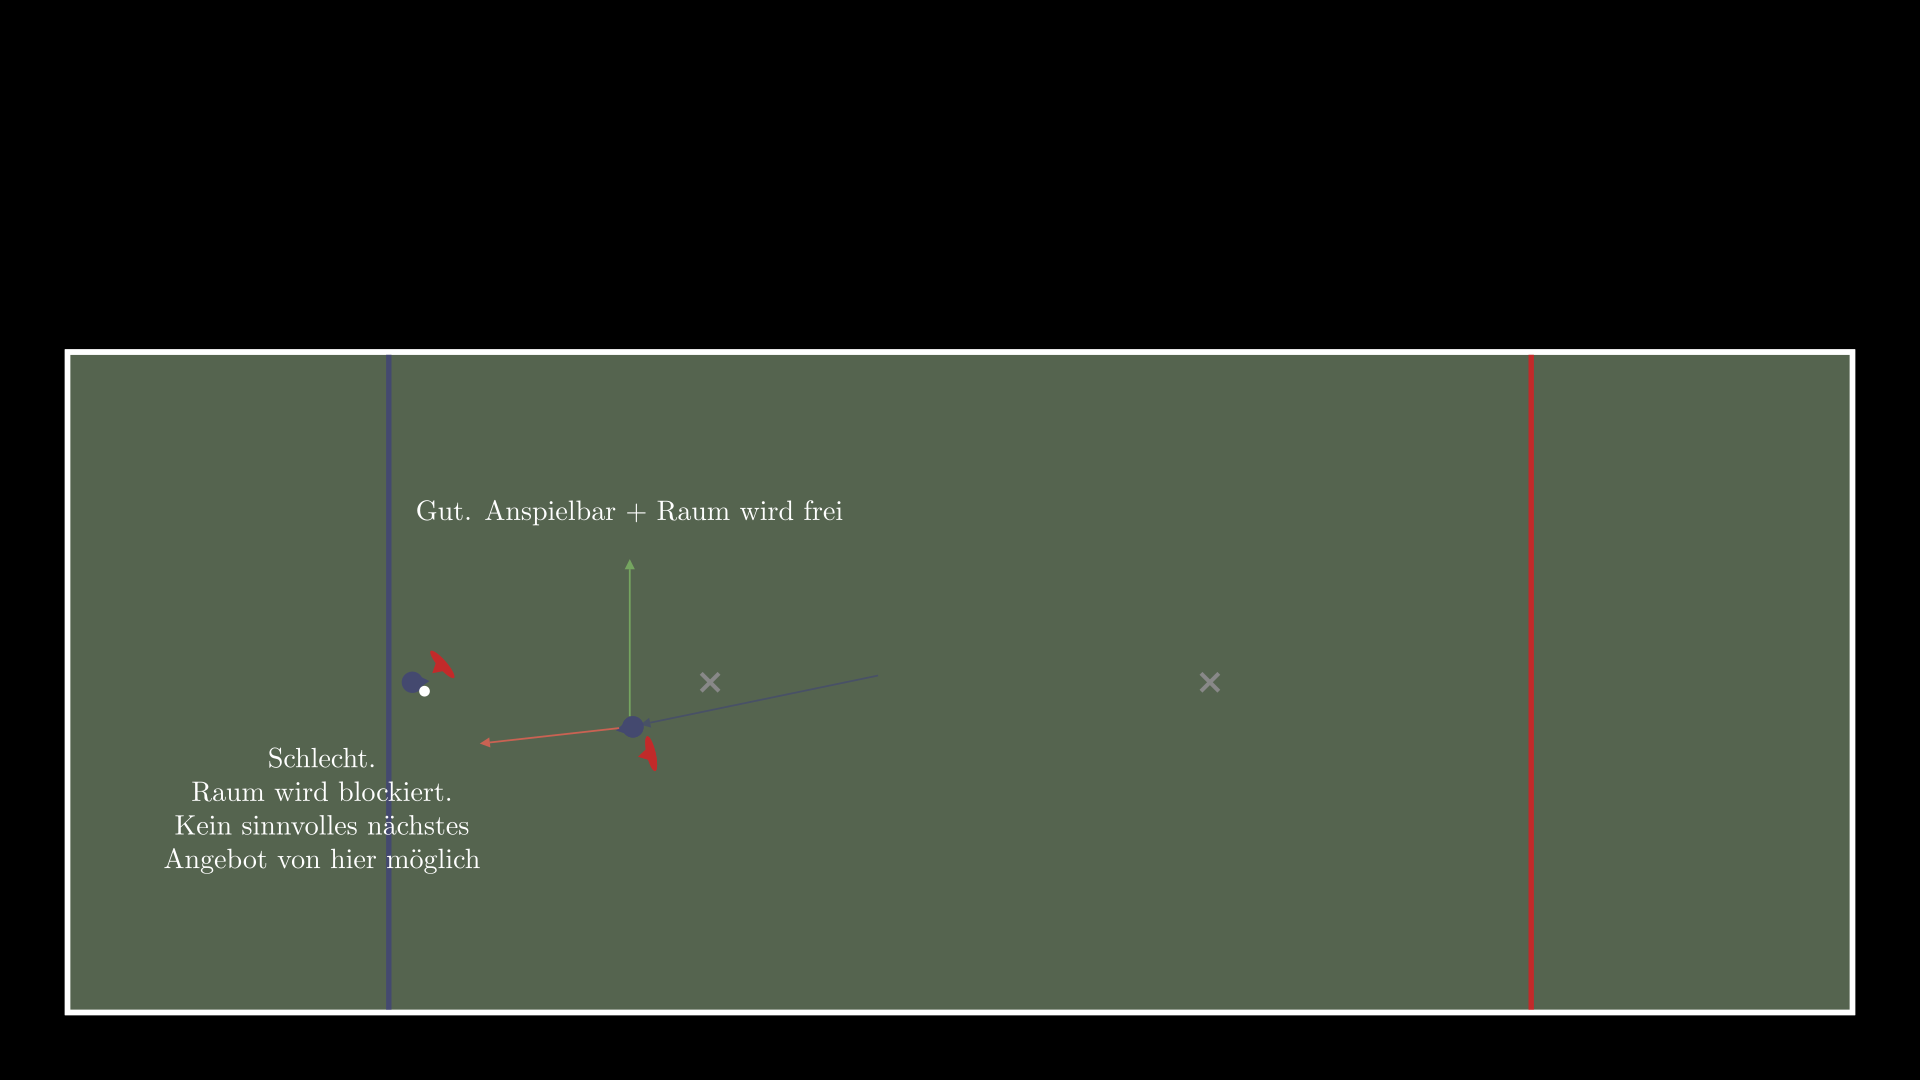 Gut. Anspielbar + Raum wird frei
Schlecht.
Raum wird blockiert.
Kein sinnvolles nächstes
Angebot von hier möglich